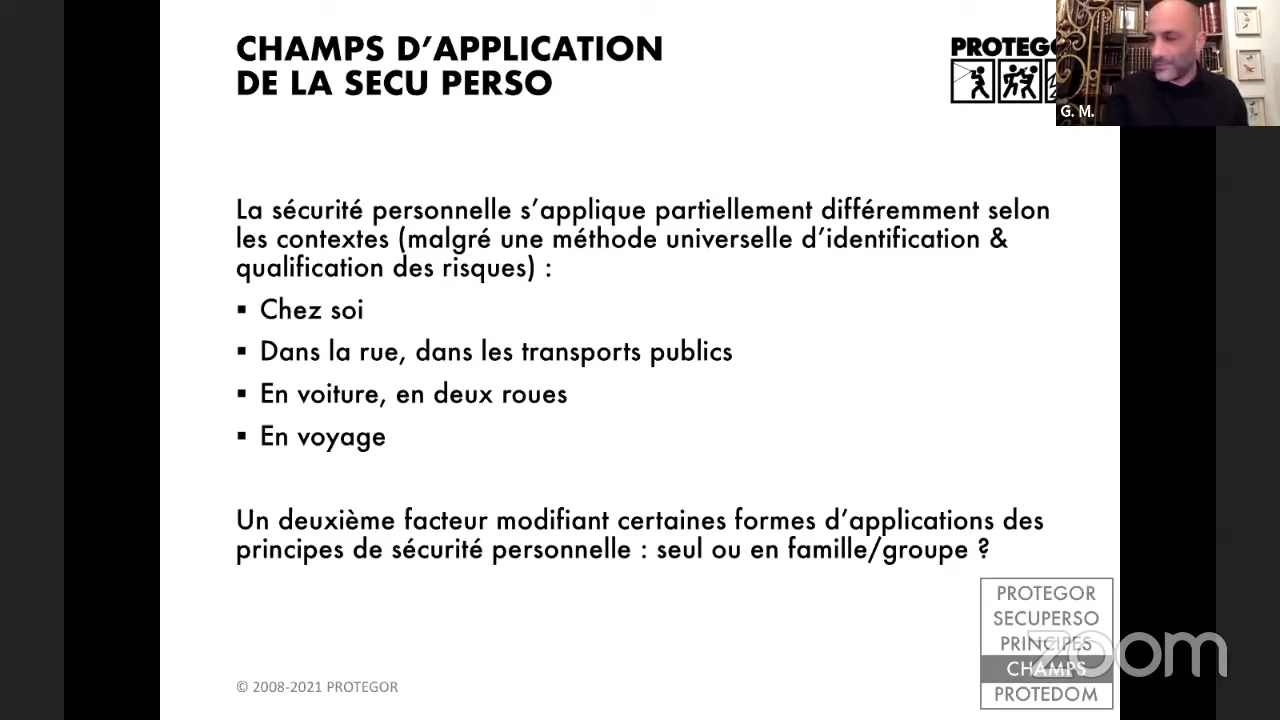 CHAMPS D’APPLICATION
DE LA SECU PERSO
PROTEGO
G. M.
La sécurité personnelle s’applique partiellement différemment selon
les contextes (malgré une méthode universelle d’identification &
qualification des risques) :
▪ Chez soi
▪ Dans la rue, dans les transports publics
▪ En voiture, en deux roues
▪ En voyage
Un deuxième facteur modifiant certaines formes d’applications des
principes de sécurité personnelle : seul ou en famille/groupe ?
PROTEGOR
SECUPERSO
PRINCIPES
CHAMPS
PROTEDOM
zoom
© 2008-2021 PROTEGOR